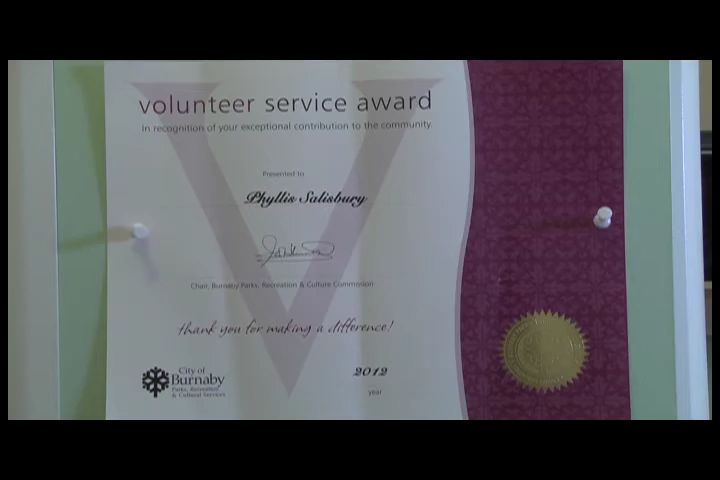 volunteer service award
in recognition of your exceptional contribution to the community.
Presented to
Phyllis Salisbury
Chair, Burnaby Parks, Recreation & Culture Commission
thank you for making a difference!
City of
Burnaby
Parks, Recreation
& Cultural Services
2012
year